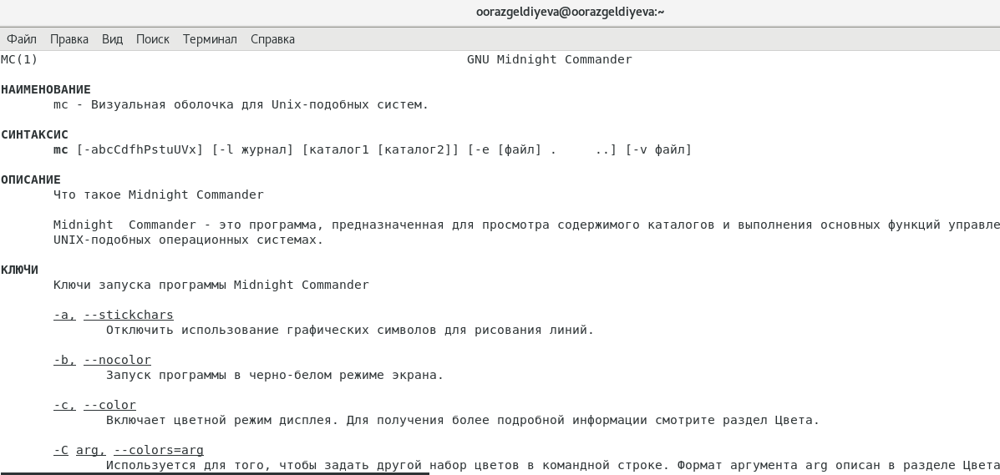 oorazgeldiyeva@oorazgeldiyeva:~
Файл Правка Вид Поиск Терминал Справка
MC(1) GNU Midnight Commander
НАИМЕНОВАНИЕ
mc - Визуальная оболочка для Unix-подобных систем.
СИНТАКСИС
mc [-abcCdfhPstuUVx] [-l журнал] [каталог1 [каталог2]] [-e [файл] . ..] [-v файл]
ОПИСАНИЕ
Что такое Midnight Commander
Midnight Commander - это программа, предназначенная для просмотра содержимого каталогов и выполнения основных функций управле
UNIX-подобных операционных системах.
КЛЮЧИ
Ключи запуска программы Midnight Commander
-a, --stickchars
Отключить использование графических символов для рисования линий.
-b, --nocolor
Запуск программы в черно-белом режиме экрана.
-c, --color
Включает цветной режим дисплея. Для получения более подробной информации смотрите раздел Цвета.
-C arg, --colors=arg
Используется для того, чтобы задать другой набор цветов в командной строке. Формат аргумента arg описан в разделе Цвета